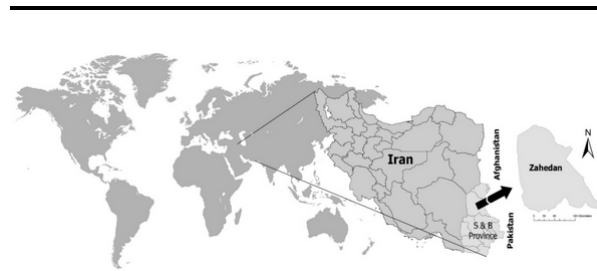 Iran
Afghanistan
Pakistan
S & B
Province
Zahedan
N